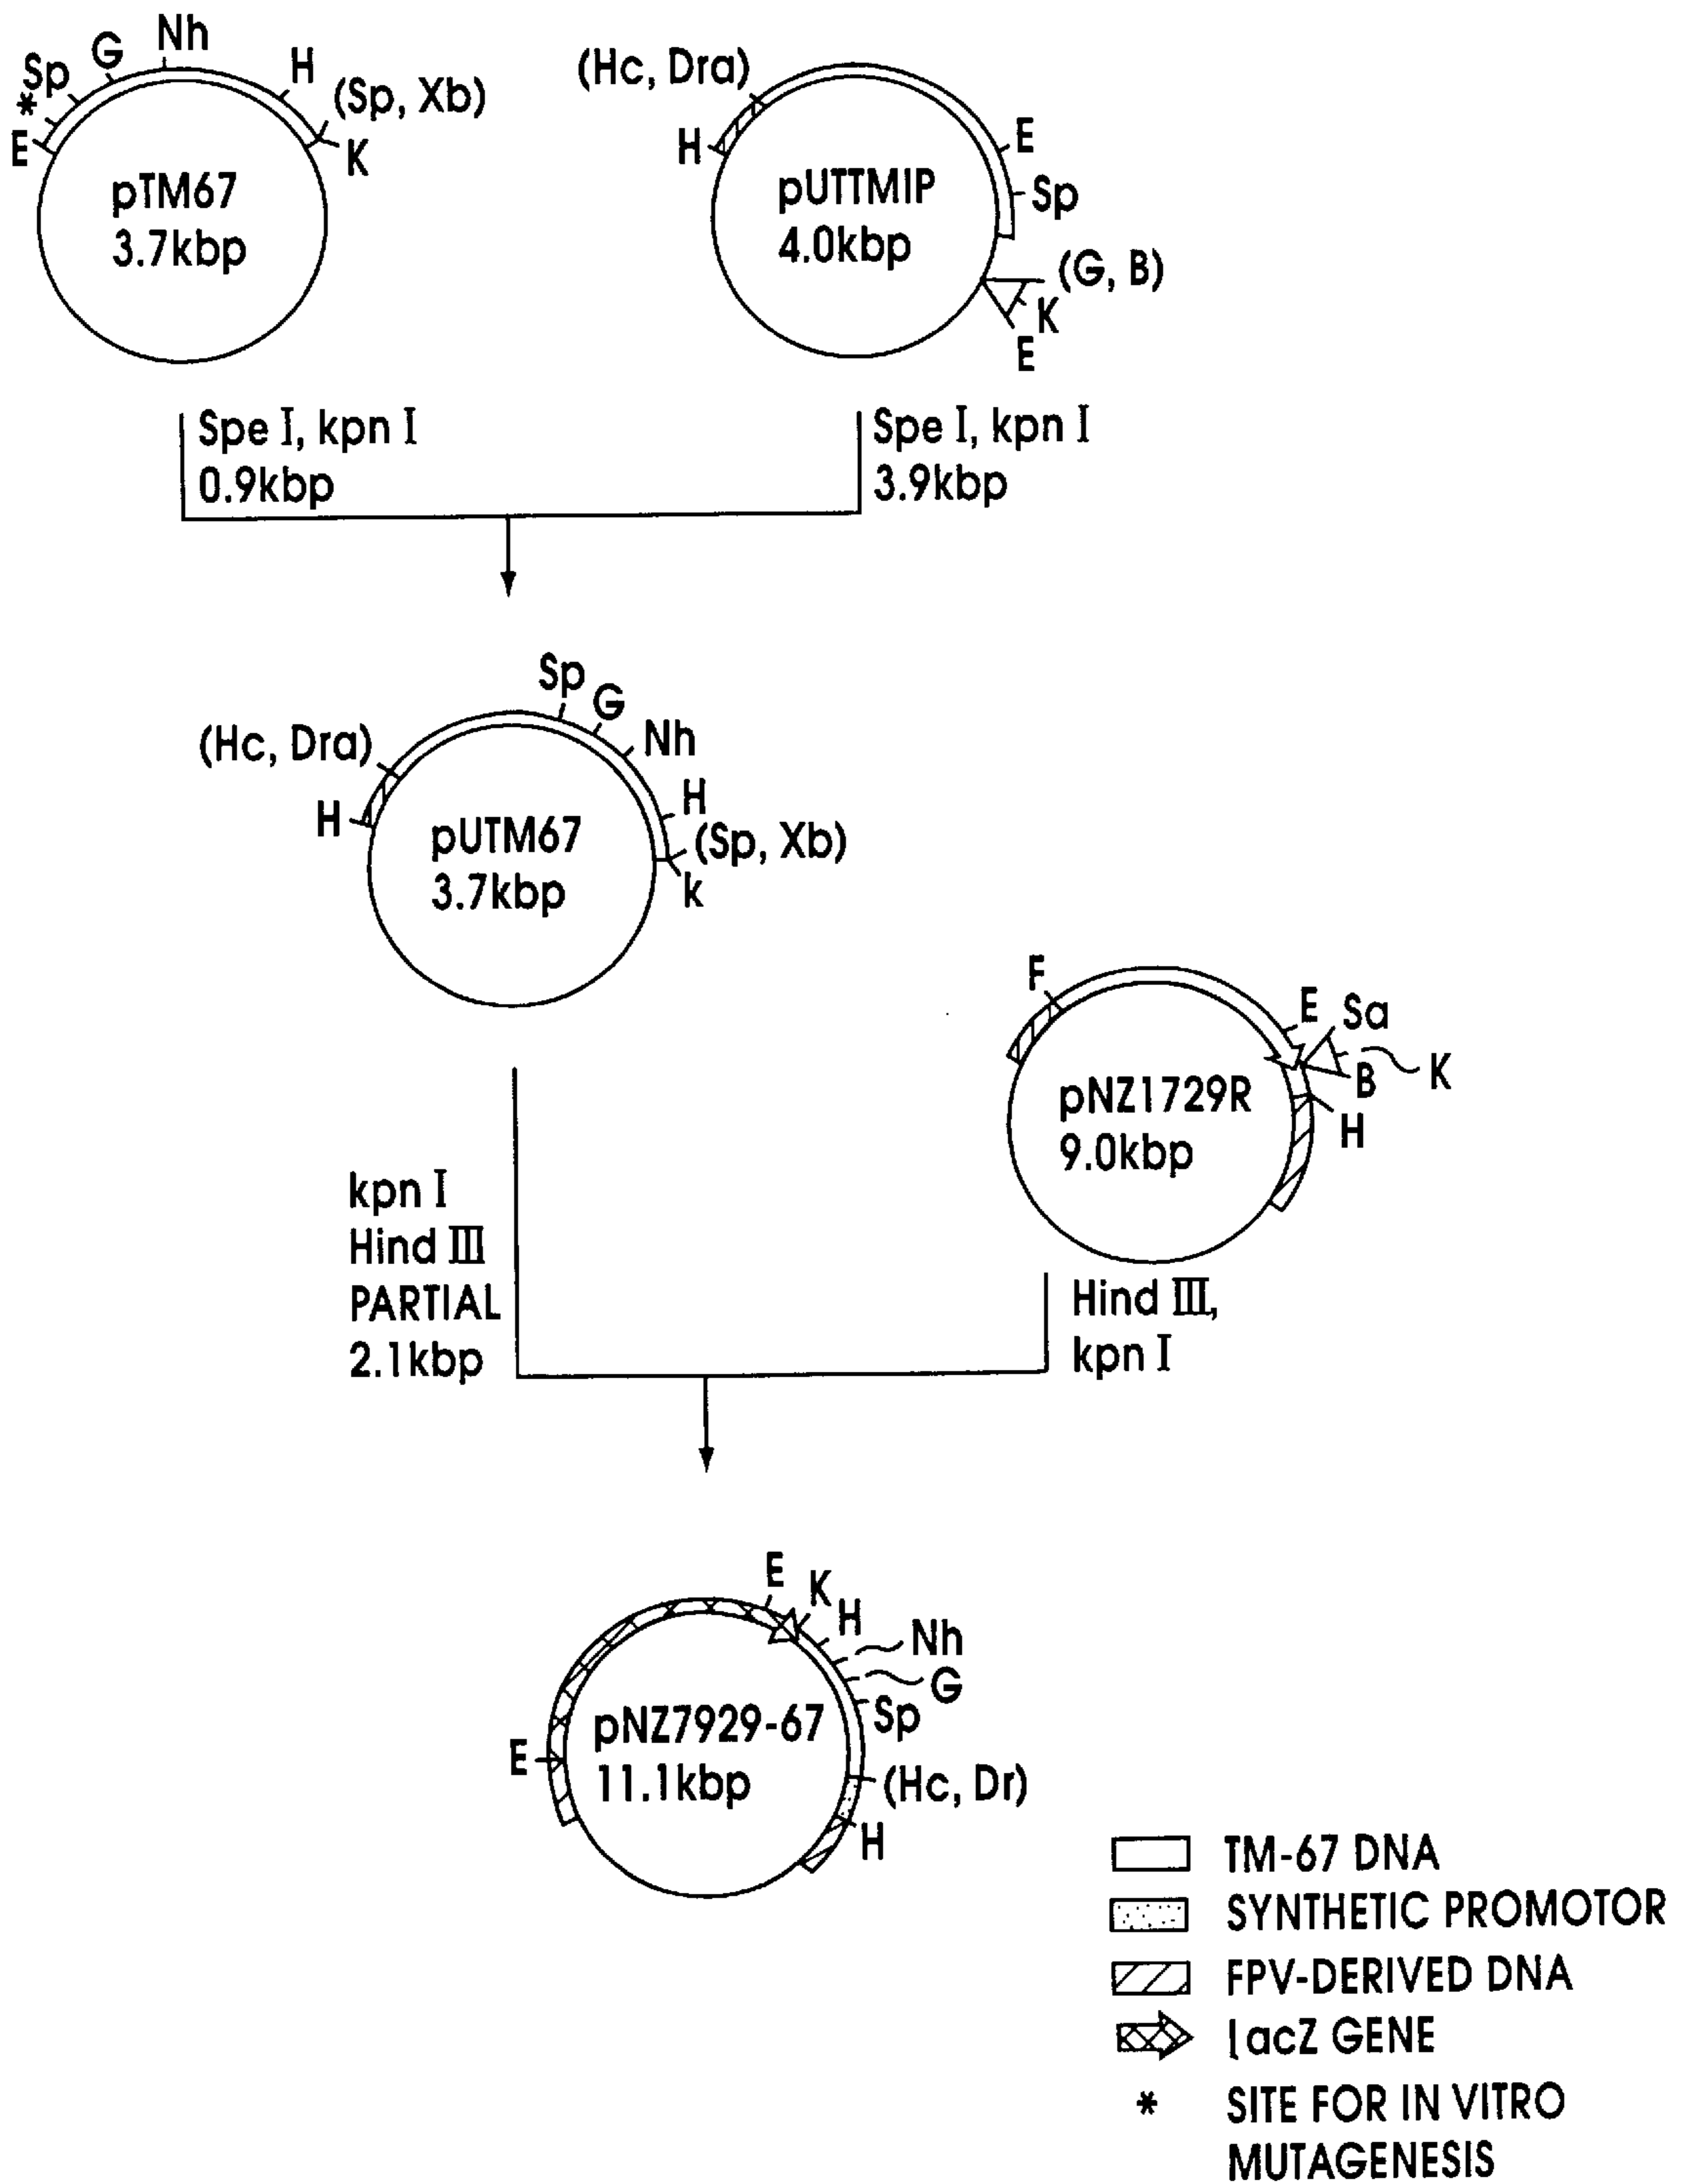 Nh
G
Sp
*
E
H
(Sp, Xb)
K
pTM67
3.7kbp
(Hc, Dra)
H
E
Sp
(G, B)
K
E
pUTTMIP
4.0kbp
Spe I, kpn I
0.9kbp
Spe I, kpn I
3.9kbp
Sp
G
(Hc, Dra)
Nh
H
H
(Sp, Xb)
k
pUTM67
3.7kbp
F
E
Sa
K
B
H
pNZ1729R
9.0kbp
kpn I
Hind III
PARTIAL
2.1kbp
Hind III,
kpn I
E
K
H
Nh
G
Sp
E
(Hc, Dr)
H
pNZ7929-67
11.1kbp
TM-67 DNA
SYNTHETIC PROMOTOR
FPV-DERIVED DNA
lacZ GENE
* SITE FOR IN VITRO
MUTAGENESIS